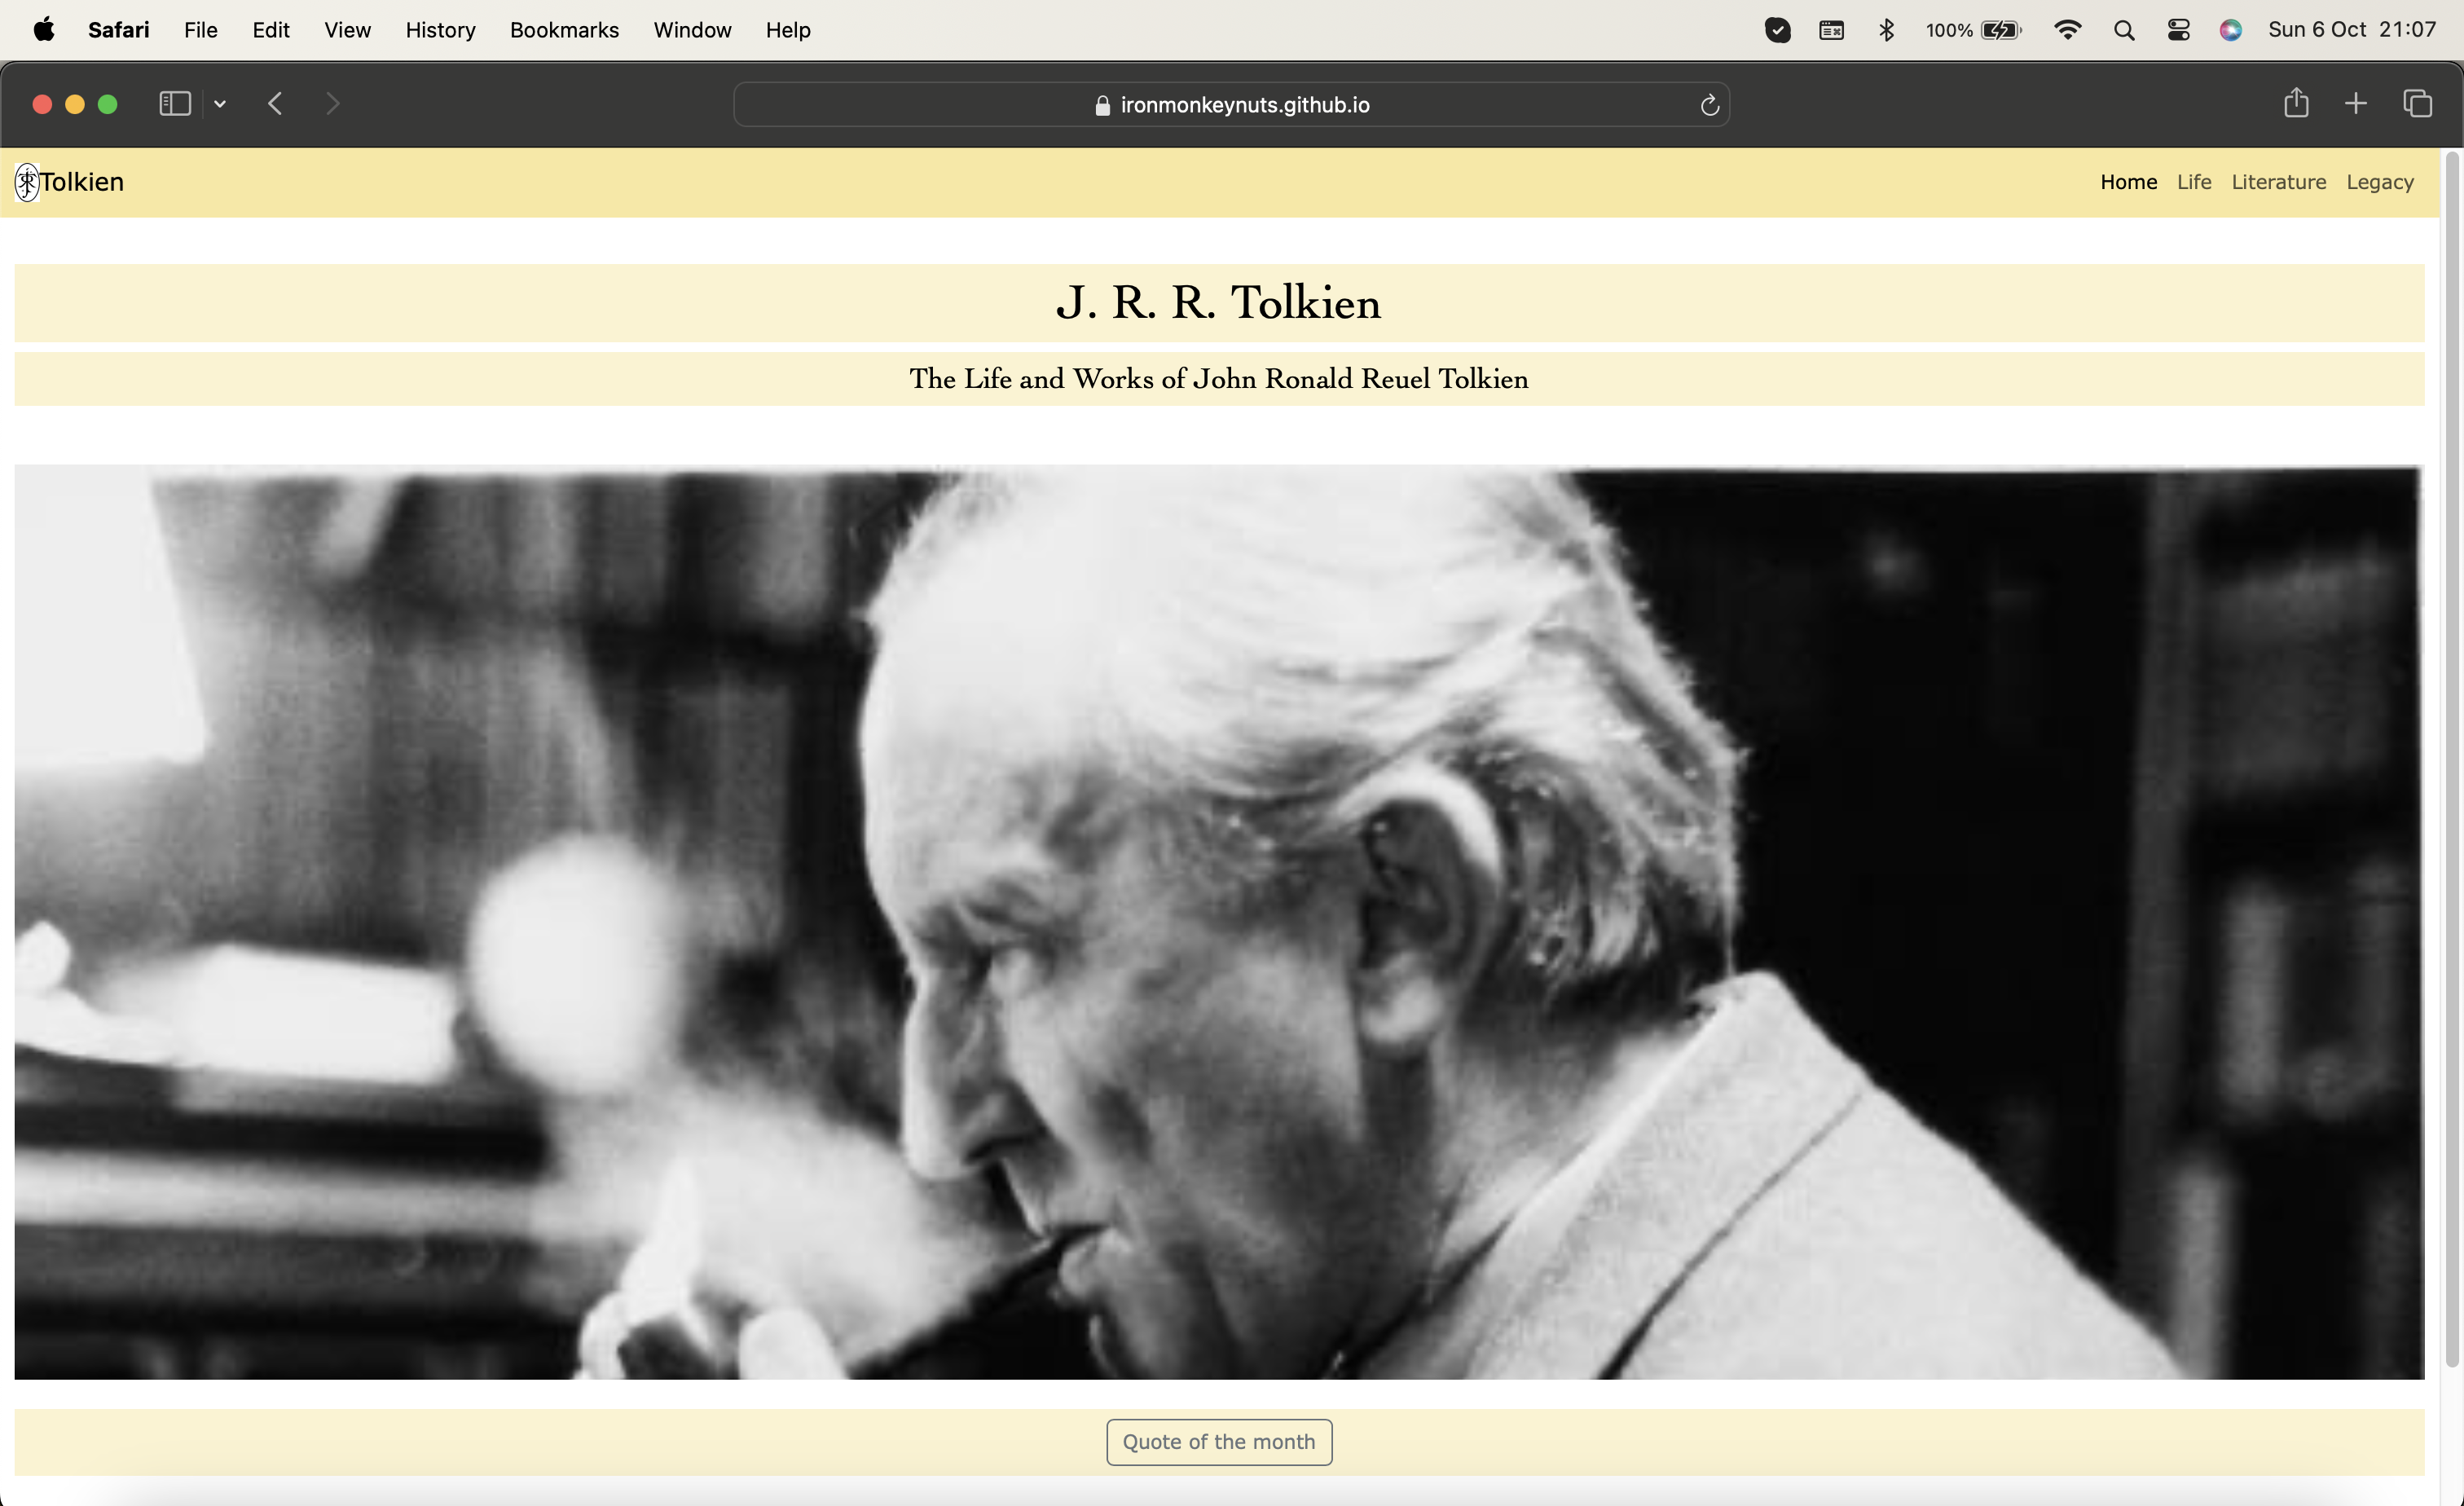 Safari File Edit View History Bookmarks Window Help 100% Sun 6 Oct 21:07
ironmonkeynuts.github.io
Tolkien Home Life Literature Legacy
J. R. R. Tolkien
The Life and Works of John Ronald Reuel Tolkien
Quote of the month